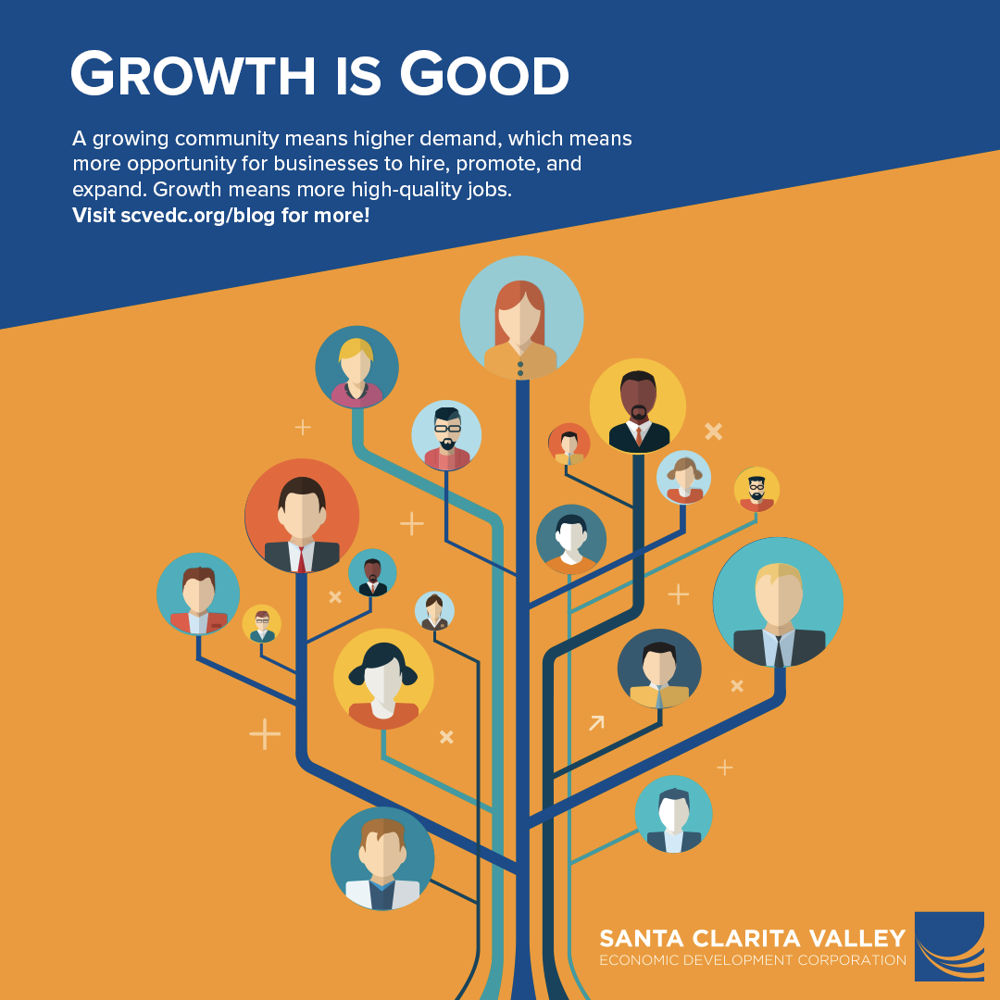 GROWTH IS GOOD
A growing community means higher demand, which means
more opportunity for businesses to hire, promote, and
expand. Growth means more high-quality jobs.
Visit scvedc.org/blog for more!
SANTA CLARITA VALLEY
ECONOMIC DEVELOPMENT CORPORATION